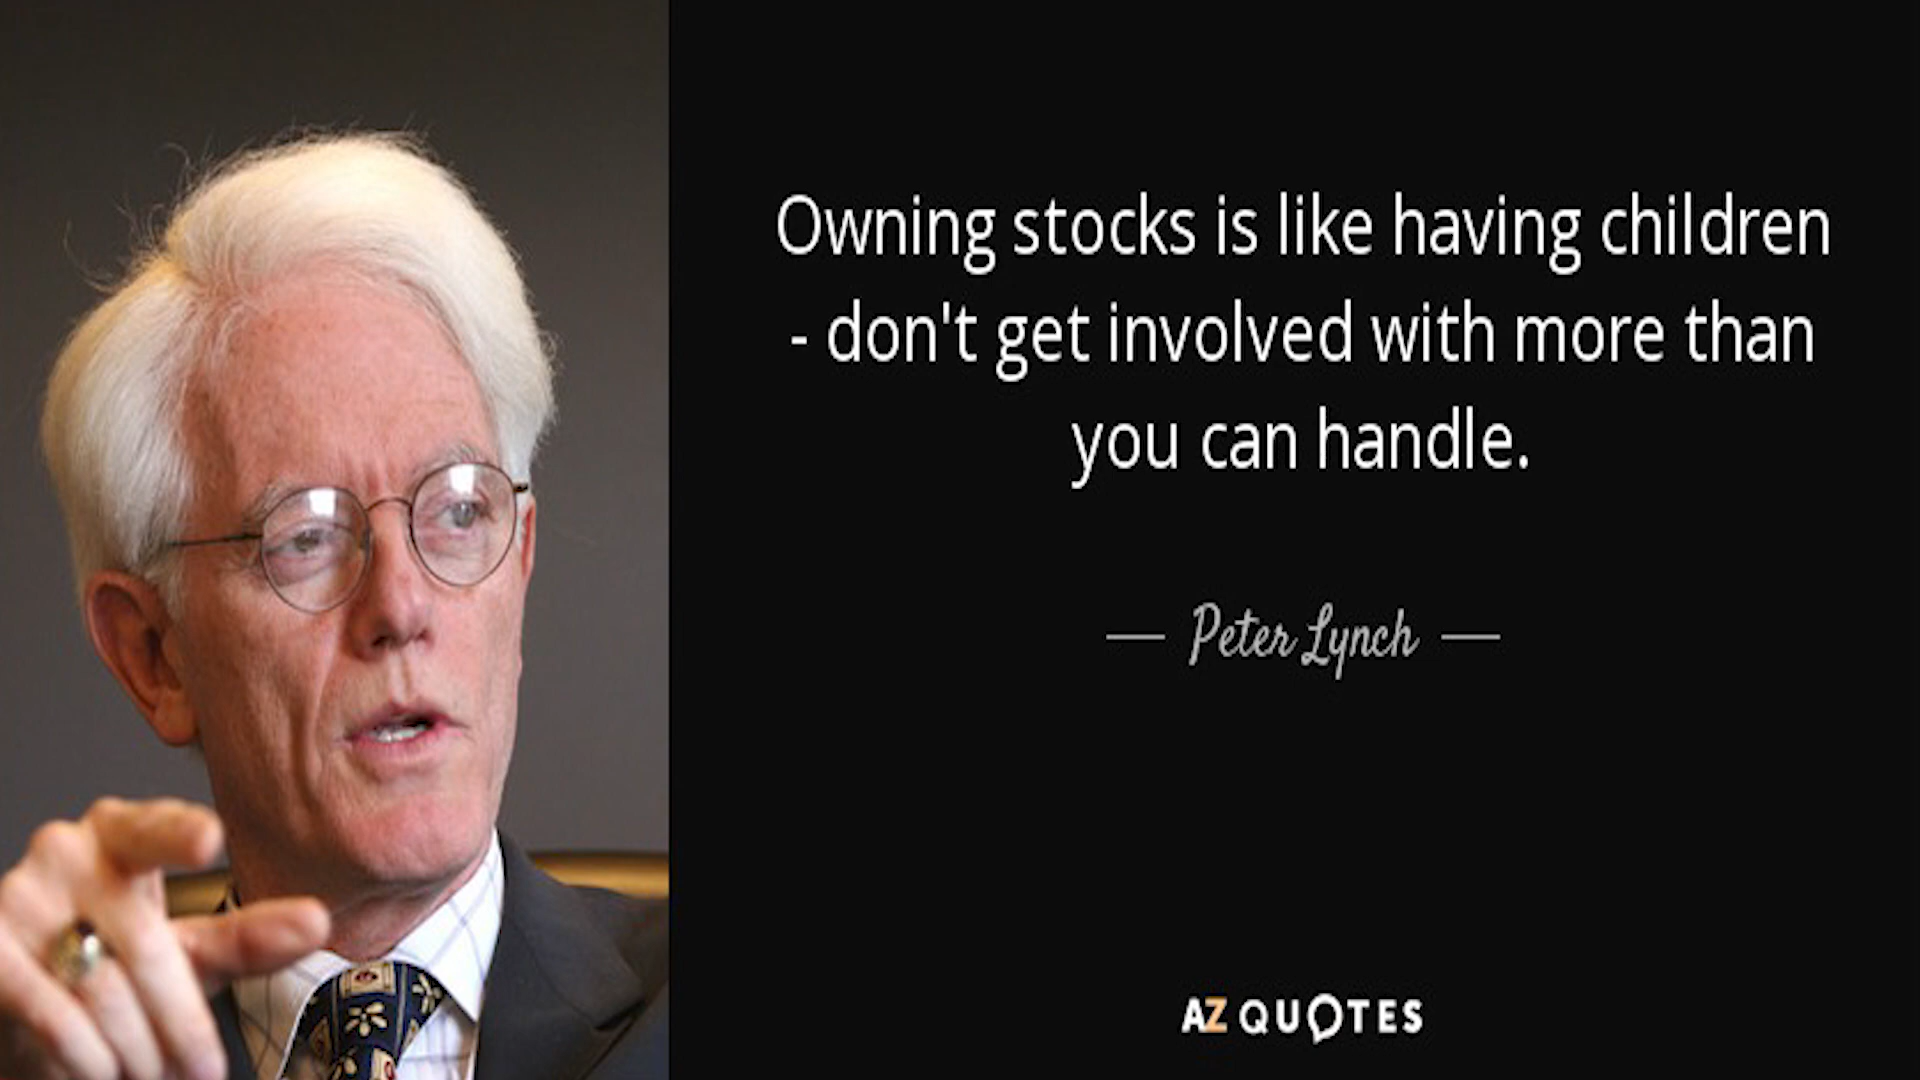 Owning stocks is like having children
- don't get involved with more than
you can handle.
Peter Lynch
AZ QUOTES